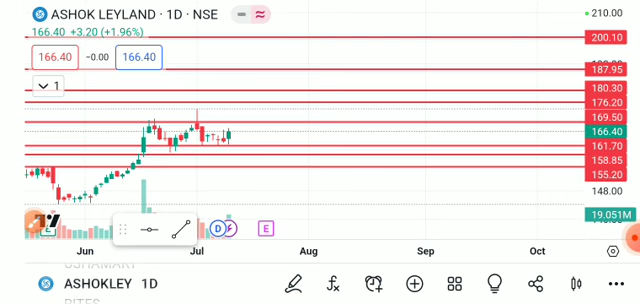 ASHOK LEYLAND · 1D · NSE
166.40 +3.20 (+1.96%)
166.40 −0.00 166.40
1
210.00
200.10
187.95
180.30
176.20
169.50
166.40
161.70
158.85
155.20
148.00
19.051M
E D E
Jun Jul Aug Sep Oct
ASHOKLEY 1D